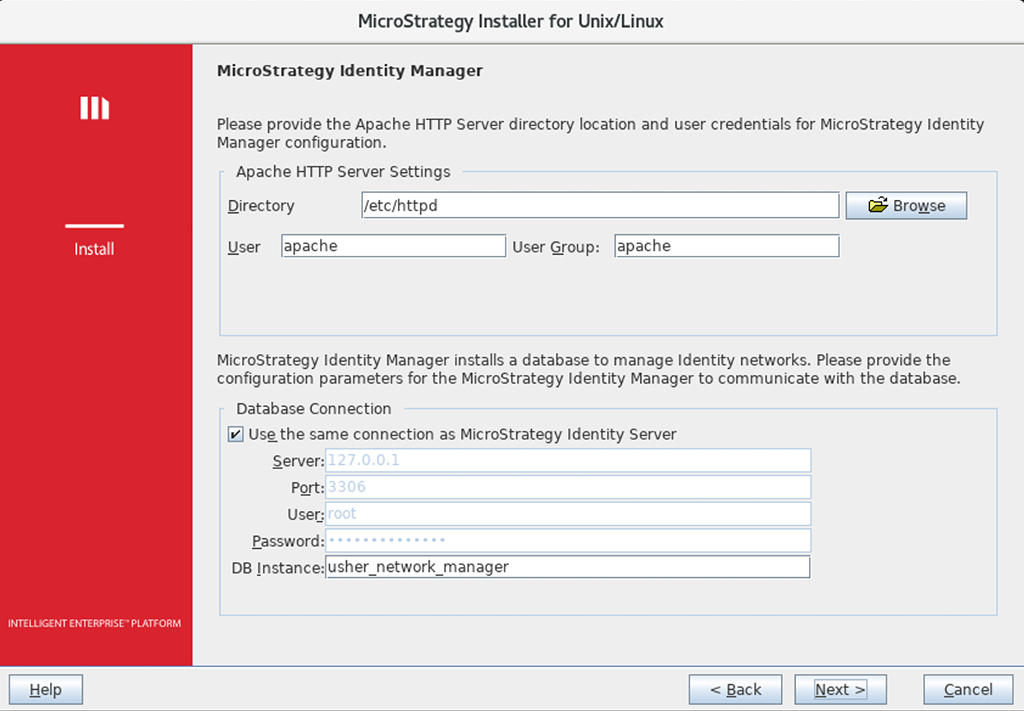 MicroStrategy Installer for Unix/Linux
MicroStrategy Identity Manager
Please provide the Apache HTTP Server directory location and user credentials for MicroStrategy Identity
Manager configuration.
Apache HTTP Server Settings
Directory /etc/httpd Browse
User apache User Group: apache
Install
MicroStrategy Identity Manager installs a database to manage Identity networks. Please provide the
configuration parameters for the MicroStrategy Identity Manager to communicate with the database.
Database Connection
Use the same connection as MicroStrategy Identity Server
Server: 127.0.0.1
Port: 3306
User: root
Password: ••••••••••••••
DB Instance: usher_network_manager
INTELLIGENT ENTERPRISE™ PLATFORM
Help < Back Next > Cancel